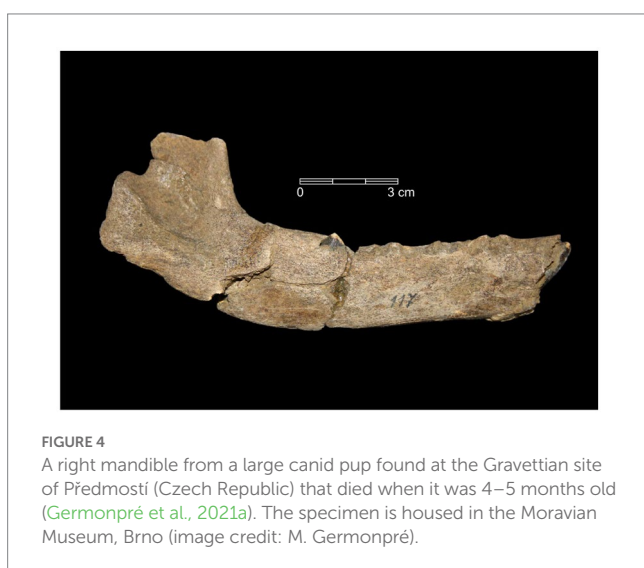 0 3 cm
117
FIGURE 4
A right mandible from a large canid pup found at the Gravettian site
of Předmostí (Czech Republic) that died when it was 4–5 months old
(Germonpré et al., 2021a). The specimen is housed in the Moravian
Museum, Brno (image credit: M. Germonpré).